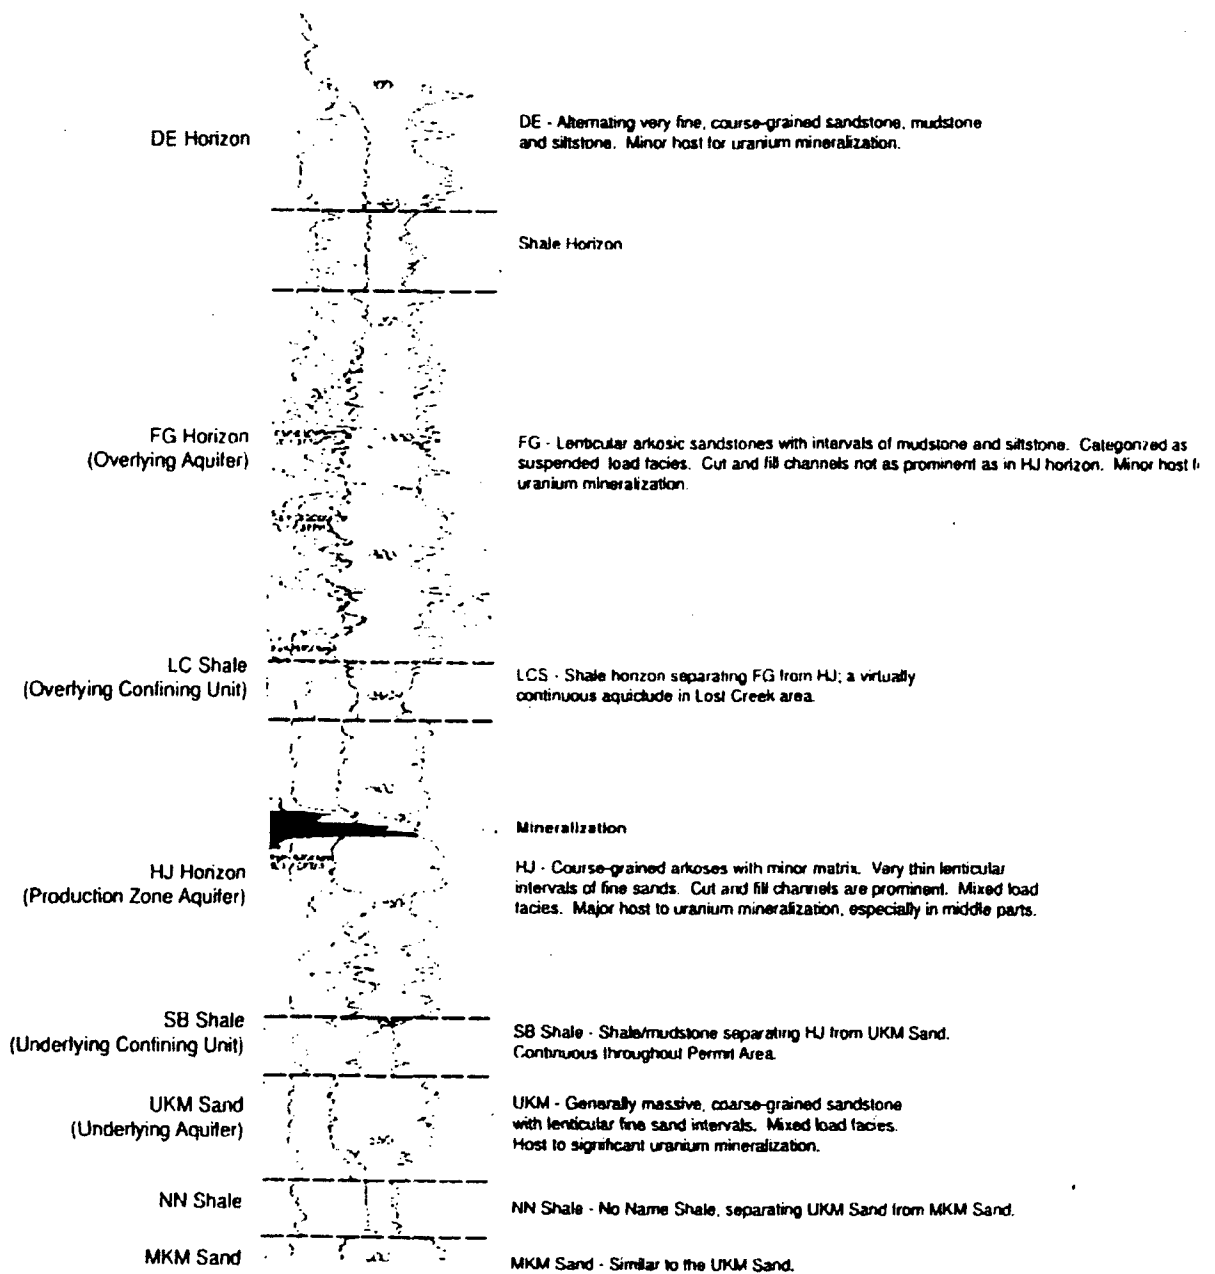 DE Horizon
DE - Alternating very fine, course-grained sandstone, mudstone
and siltstone. Minor host for uranium mineralization.
Shale Horizon
FG Horizon
(Overlying Aquifer)
FG - Lenticular arkosic sandstones with intervals of mudstone and siltstone. Categorized as
suspended load facies. Cut and fill channels not as prominent as in HJ horizon. Minor host
uranium mineralization.
LC Shale
(Overlying Confining Unit)
LCS - Shale horizon separating FG from HJ; a virtually
continuous aquiclude in Lost Creek area.
Mineralization
HJ Horizon
(Production Zone Aquifer)
HJ - Course-grained arkoses with minor matrix. Very thin lenticular
intervals of fine sands. Cut and fill channels are prominent. Mixed load
facies. Major host to uranium mineralization, especially in middle parts.
SB Shale
(Underlying Confining Unit)
SB Shale - Shale/mudstone separating HJ from UKM Sand.
Continuous throughout Permit Area.
UKM Sand
(Underlying Aquifer)
UKM - Generally massive, coarse-grained sandstone
with lenticular fine sand intervals. Mixed load facies.
Host to significant uranium mineralization.
NN Shale
NN Shale - No Name Shale, separating UKM Sand from MKM Sand.
MKM Sand
MKM Sand - Similar to the UKM Sand.